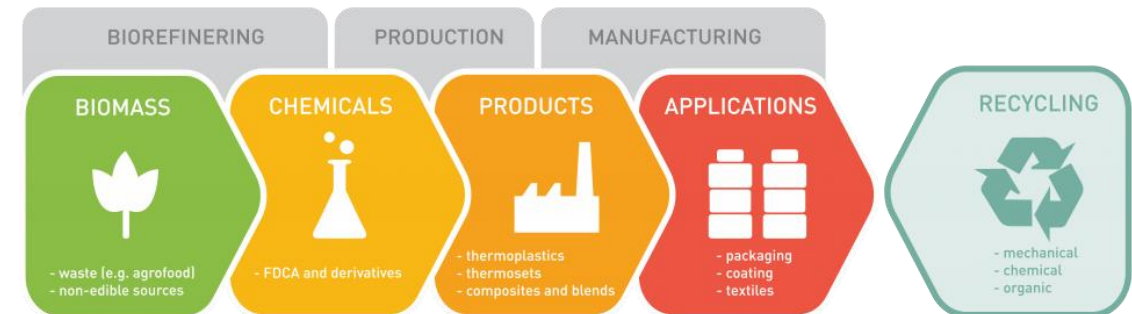 BIOREFINERING
PRODUCTION
MANUFACTURING
BIOMASS
- waste (e.g. agrofood)
- non-edible sources
CHEMICALS
- FDCA and derivatives
PRODUCTS
- thermoplastics
- thermosets
- composites and blends
APPLICATIONS
- packaging
- coating
- textiles
RECYCLING
- mechanical
- chemical
- organic